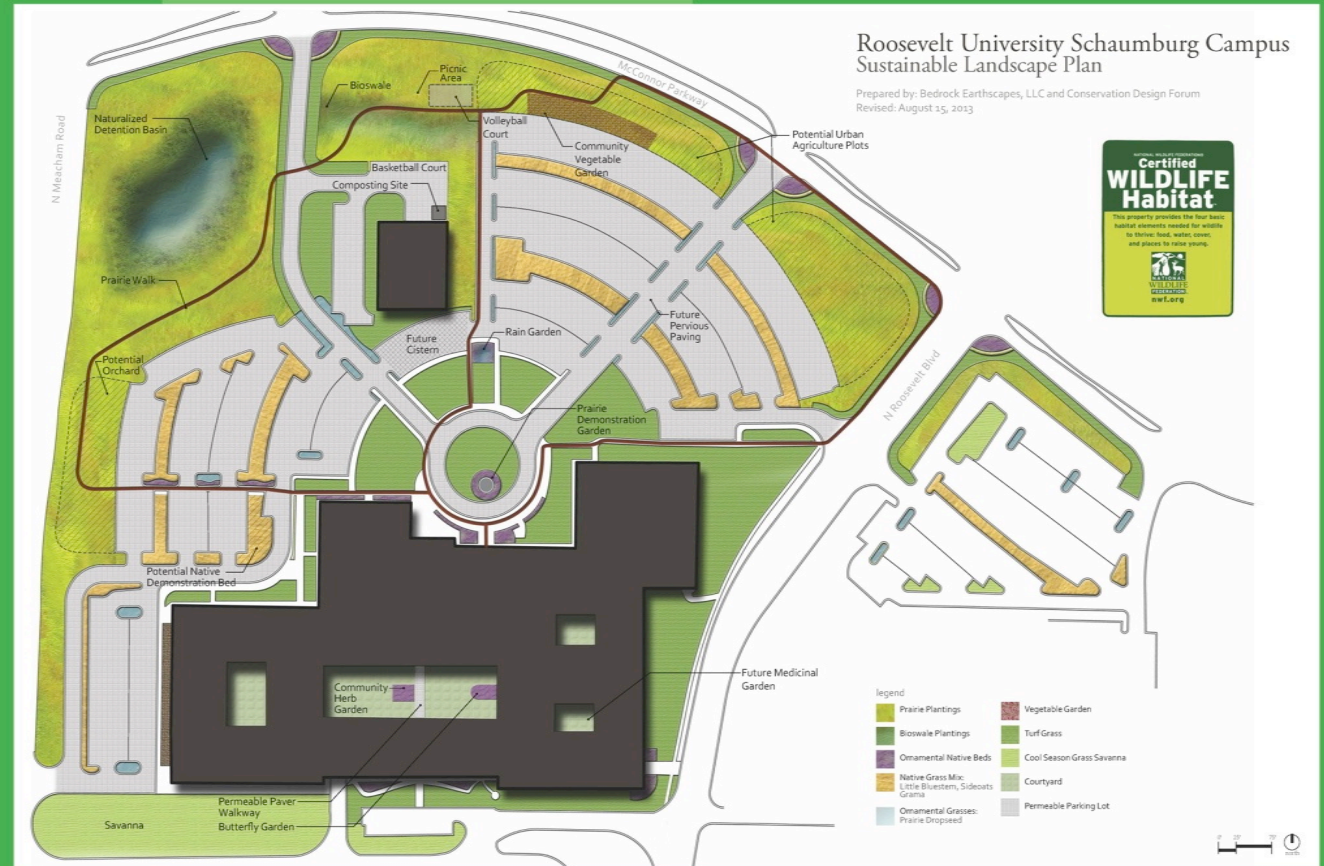 Roosevelt University Schaumburg Campus
Sustainable Landscape Plan
Prepared by: Bedrock Earthscapes, LLC and Conservation Design Forum
Revised: August 15, 2013
McConnor Parkway
N Meacham Road
N Roosevelt Blvd
Naturalized
Detention Basin
Bioswale
Picnic
Area
Volleyball
Court
Community
Vegetable
Garden
Potential Urban
Agriculture Plots
Basketball Court
Composting Site
Prairie Walk
Future
Cistern
Rain Garden
Future
Pervious
Paving
Potential
Orchard
Prairie
Demonstration
Garden
Potential Native
Demonstration Bed
Community
Herb
Garden
Future Medicinal
Garden
Permeable Paver
Walkway
Butterfly Garden
Savanna
NATIONAL WILDLIFE FEDERATION®
Certified
WILDLIFE
Habitat
This property provides the four basic
habitat elements needed for wildlife
to thrive: food, water, cover,
and places to raise young.
NATIONAL
WILDLIFE
FEDERATION
nwf.org
legend
Prairie Plantings
Bioswale Plantings
Ornamental Native Beds
Native Grass Mix:
Little Bluestem, Sideoats
Grama
Ornamental Grasses:
Prairie Dropseed
Vegetable Garden
Turf Grass
Cool Season Grass Savanna
Courtyard
Permeable Parking Lot
north